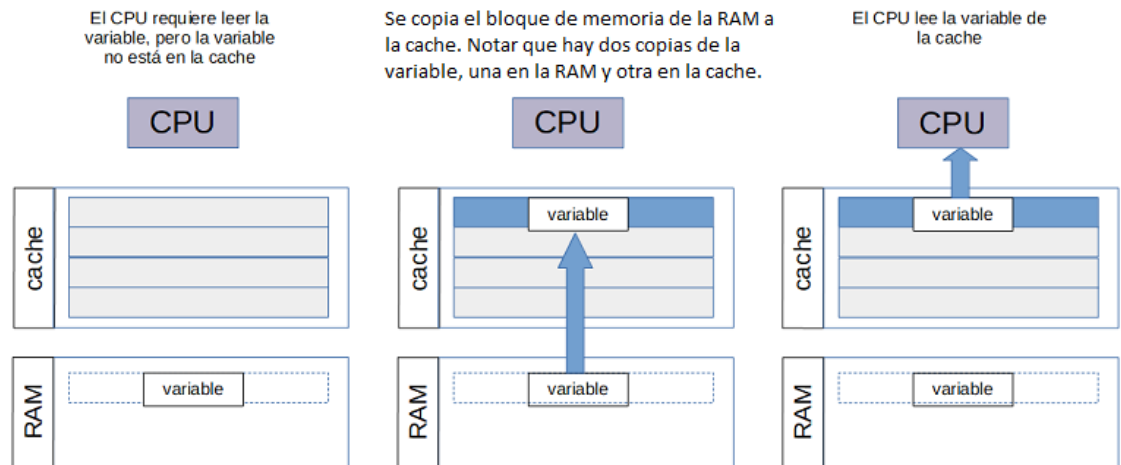 El CPU requiere leer la
variable, pero la variable
no está en la cache
CPU
cache
RAM
variable
Se copia el bloque de memoria de la RAM a
la cache. Notar que hay dos copias de la
variable, una en la RAM y otra en la cache.
CPU
cache
variable
RAM
variable
El CPU lee la variable de
la cache
CPU
cache
variable
RAM
variable